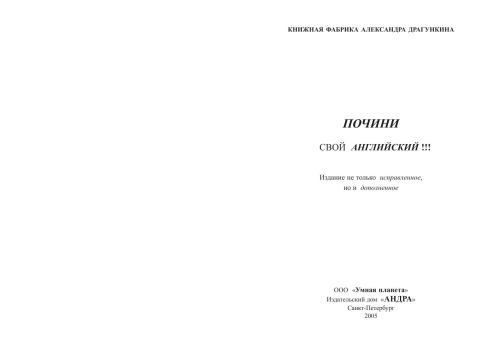 КНИЖНАЯ ФАБРИКА АЛЕКСАНДРА ДРАГУНКИНА
ПОЧИНИ
СВОЙ АНГЛИЙСКИЙ !!!
Издание не только исправленное,
но и дополненное
ООО «Умная планета»
Издательский дом «АНДРА»
Санкт-Петербург
2005